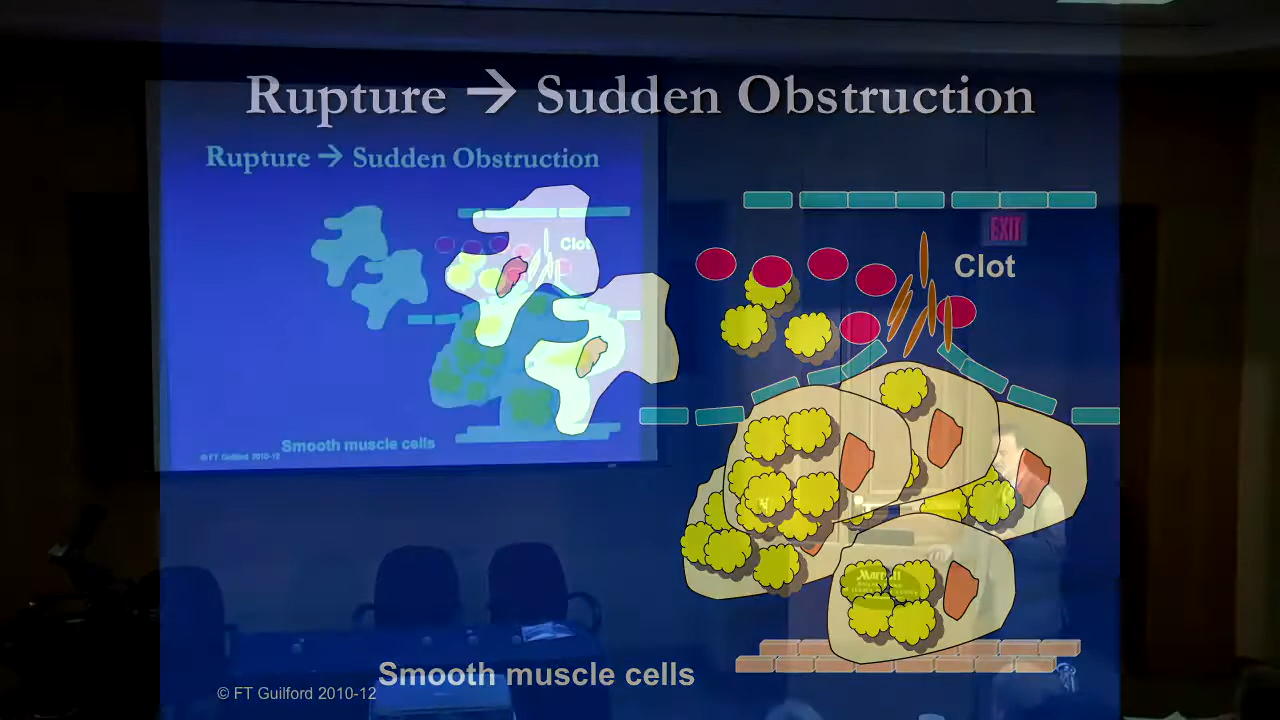 Rupture → Sudden Obstruction
Rupture → Sudden Obstruction
EXIT
Clot
Clot
Smooth muscle cells
© FT Guilford 2010-12
Marriott
Smooth muscle cells
© FT Guilford 2010-12